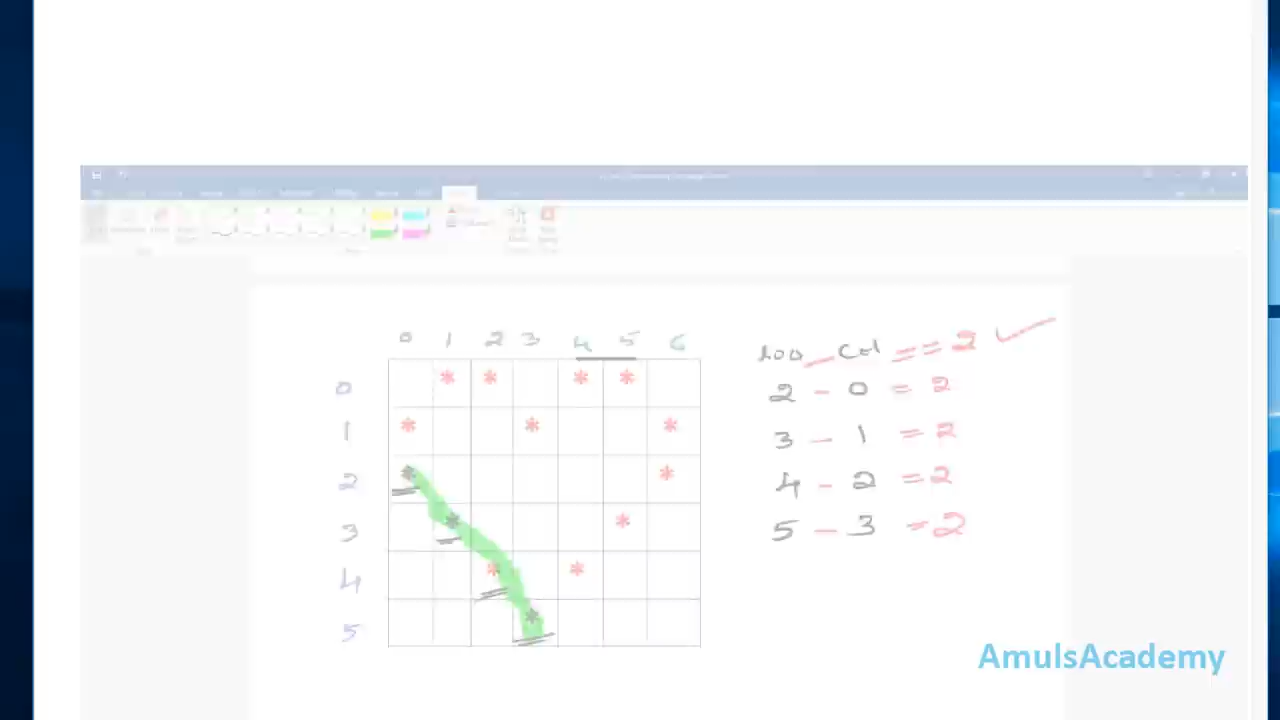 0 1 2 3 4 5 6
row - Col == 2
0 * * * *
2 - 0 = 2
1 * * *
3 - 1 = 2
2 * *
4 - 2 = 2
3 * *
5 - 3 = 2
4 * *
5 *
AmulsAcademy